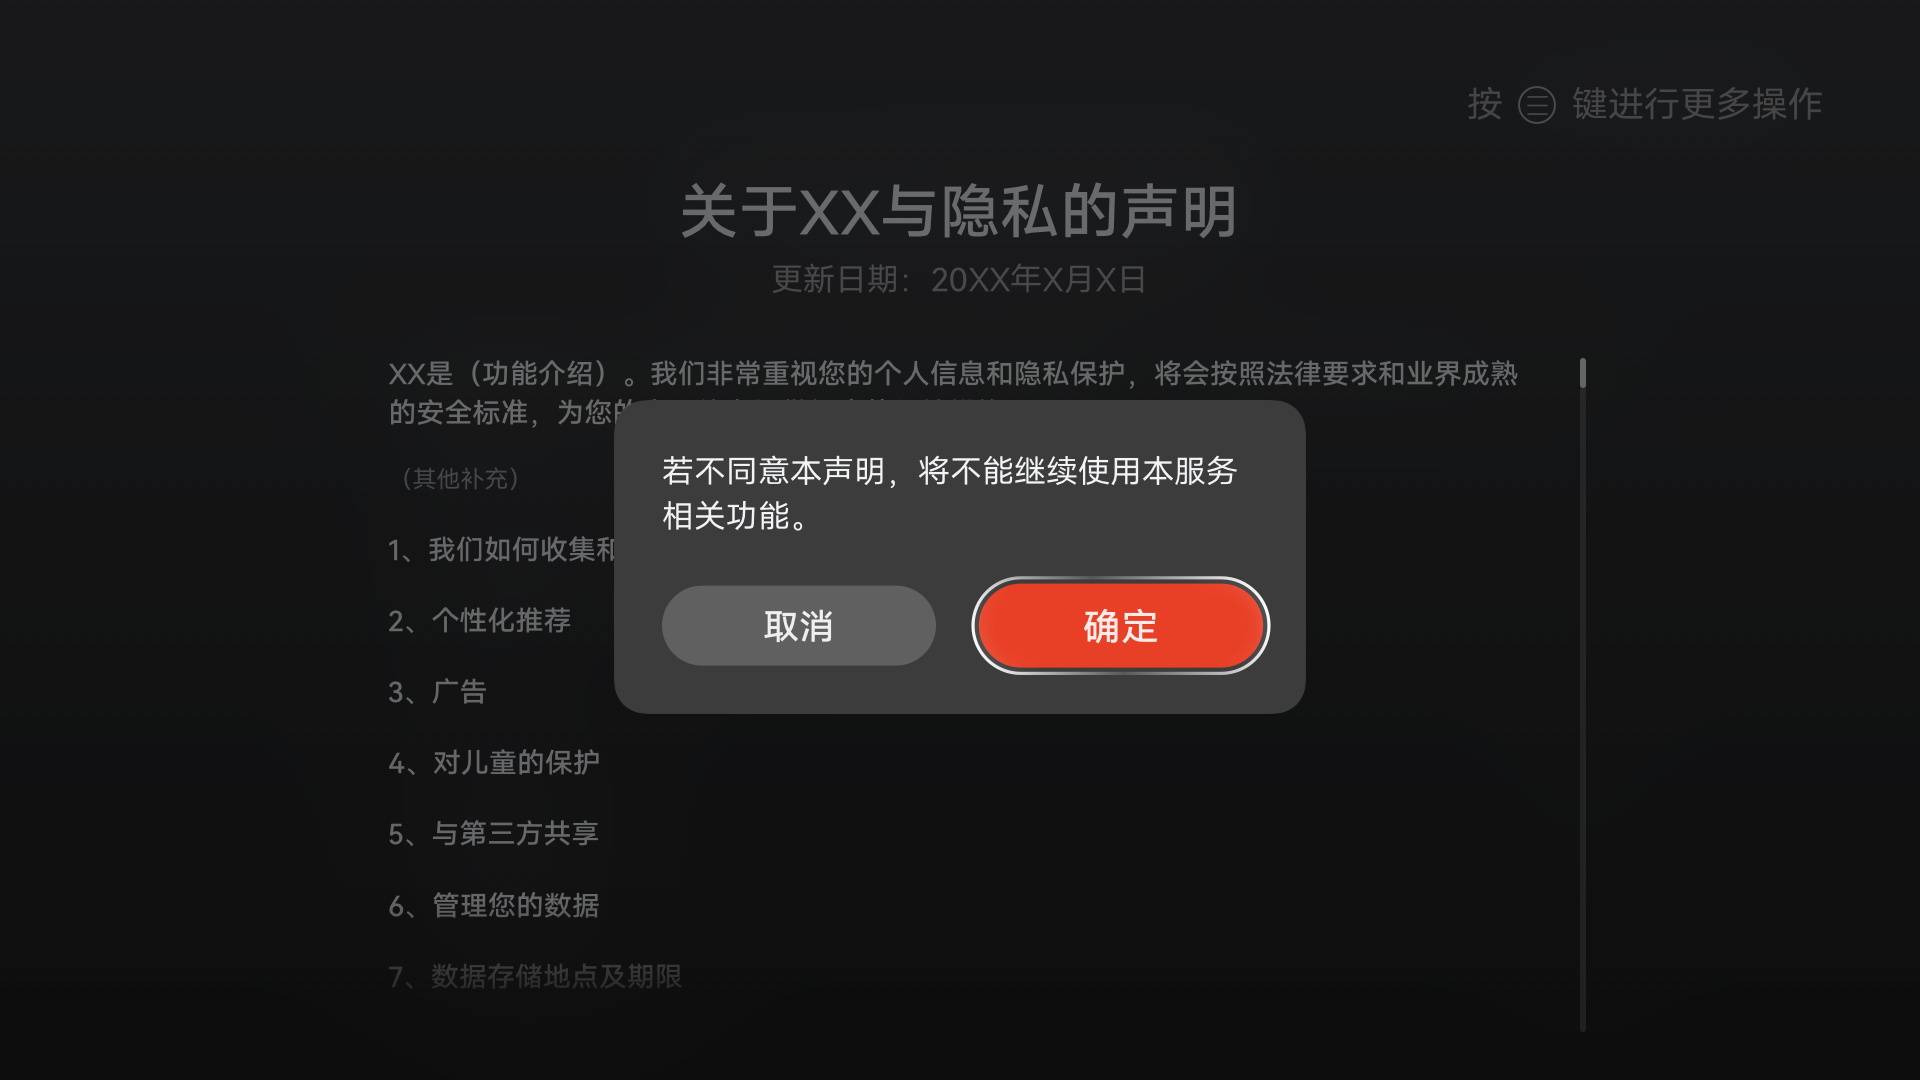 按 ☰ 键进行更多操作
关于XX与隐私的声明
更新日期：20XX年X月X日
XX是（功能介绍）。我们非常重视您的个人信息和隐私保护，将会按照法律要求和业界成熟
的安全标准，为您的
（其他补充）
若不同意本声明，将不能继续使用本服务
相关功能。
1、我们如何收集和
取消
确定
2、个性化推荐
3、广告
4、对儿童的保护
5、与第三方共享
6、管理您的数据
7、数据存储地点及期限